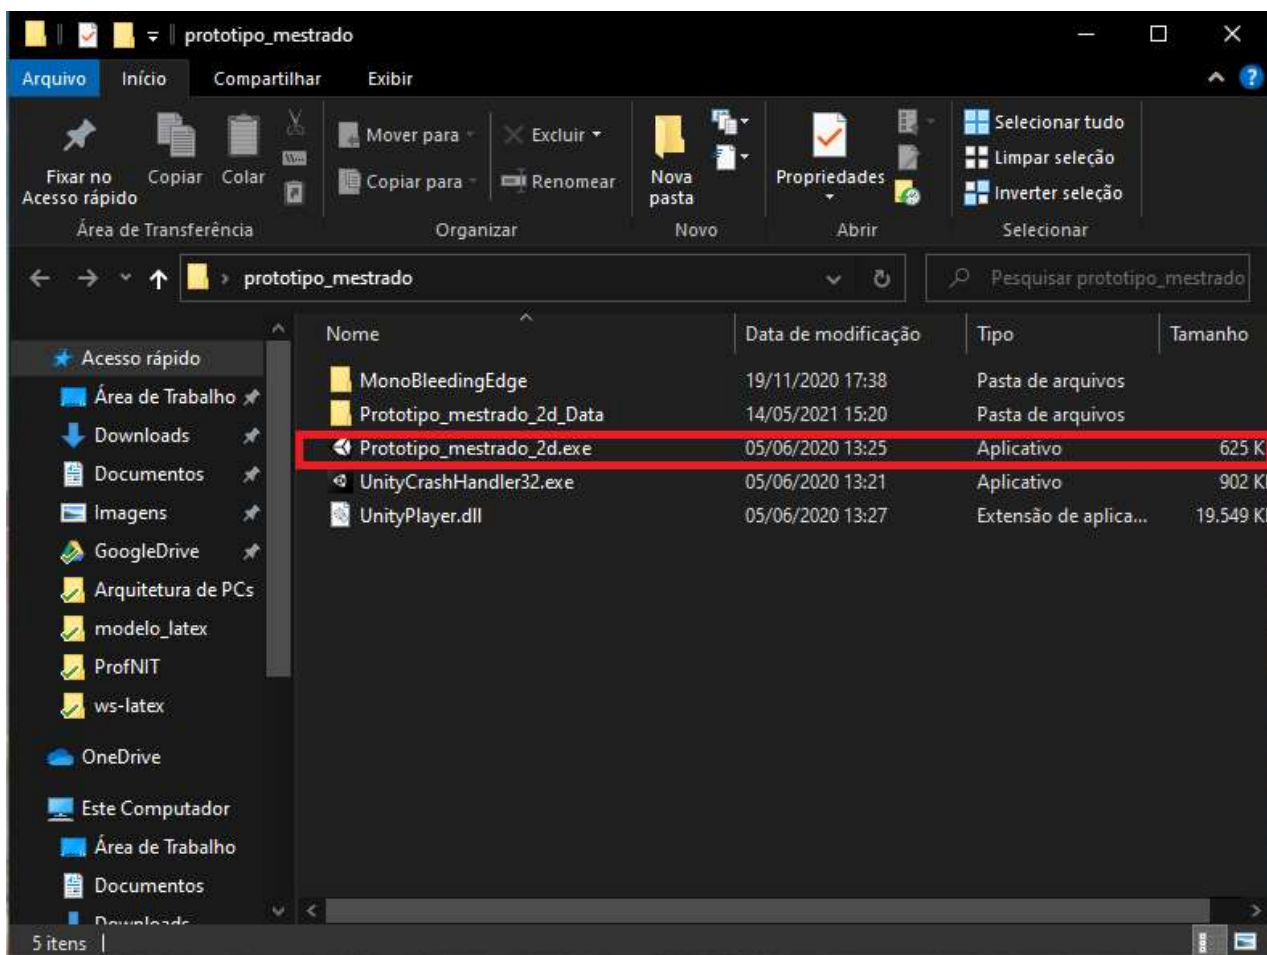 prototipo_mestrado
Arquivo Início Compartilhar Exibir
Fixar no Acesso rápido
Copiar
Colar
Área de Transferência
Mover para
Copiar para
Excluir
Renomear
Organizar
Nova pasta
Novo
Propriedades
Abrir
Selecionar tudo
Limpar seleção
Inverter seleção
Selecionar
prototipo_mestrado
Pesquisar prototipo_mestrado
Acesso rápido
Área de Trabalho
Downloads
Documentos
Imagens
GoogleDrive
Arquitetura de PCs
modelo_latex
ProfNIT
ws-latex
OneDrive
Este Computador
Área de Trabalho
Documentos
Downloads
Nome Data de modificação Tipo Tamanho
MonoBleedingEdge 19/11/2020 17:38 Pasta de arquivos
Prototipo_mestrado_2d_Data 14/05/2021 15:20 Pasta de arquivos
Prototipo_mestrado_2d.exe 05/06/2020 13:25 Aplicativo 625 K
UnityCrashHandler32.exe 05/06/2020 13:21 Aplicativo 902 K
UnityPlayer.dll 05/06/2020 13:27 Extensão de aplica... 19.549 K
5 itens